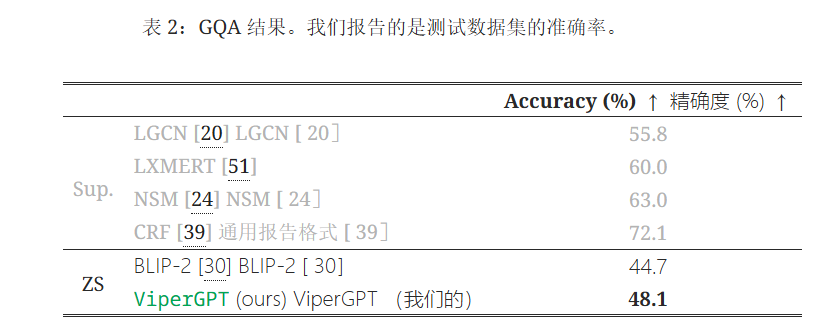 表 2：GQA 结果。我们报告的是测试数据集的准确率。
Accuracy (%) ↑ 精确度 (%) ↑
Sup.
LGCN [20] LGCN [ 20］ 55.8
LXMERT [51] 60.0
NSM [24] NSM [ 24］ 63.0
CRF [39] 通用报告格式 [ 39］ 72.1
ZS
BLIP-2 [30] BLIP-2 [ 30] 44.7
ViperGPT (ours) ViperGPT （我们的） 48.1